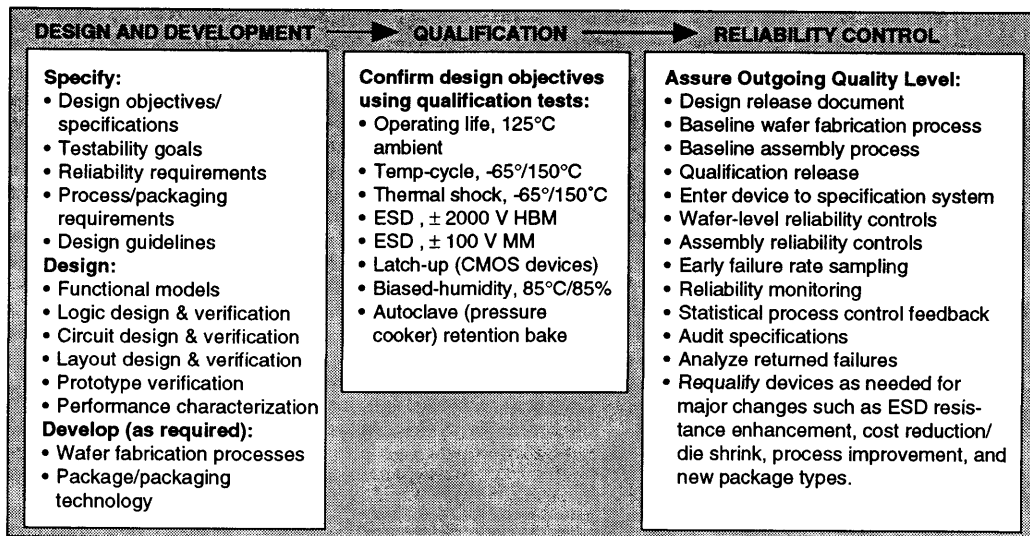 DESIGN AND DEVELOPMENT
QUALIFICATION
RELIABILITY CONTROL
Specify:
• Design objectives/
specifications
• Testability goals
• Reliability requirements
• Process/packaging
requirements
• Design guidelines
Design:
• Functional models
• Logic design & verification
• Circuit design & verification
• Layout design & verification
• Prototype verification
• Performance characterization
Develop (as required):
• Wafer fabrication processes
• Package/packaging
technology
Confirm design objectives
using qualification tests:
• Operating life, 125°C
ambient
• Temp-cycle, -65°/150°C
• Thermal shock, -65°/150°C
• ESD , ± 2000 V HBM
• ESD , ± 100 V MM
• Latch-up (CMOS devices)
• Biased-humidity, 85°C/85%
• Autoclave (pressure
cooker) retention bake
Assure Outgoing Quality Level:
• Design release document
• Baseline wafer fabrication process
• Baseline assembly process
• Qualification release
• Enter device to specification system
• Wafer-level reliability controls
• Assembly reliability controls
• Early failure rate sampling
• Reliability monitoring
• Statistical process control feedback
• Audit specifications
• Analyze returned failures
• Requalify devices as needed for
major changes such as ESD resis-
tance enhancement, cost reduction/
die shrink, process improvement, and
new package types.